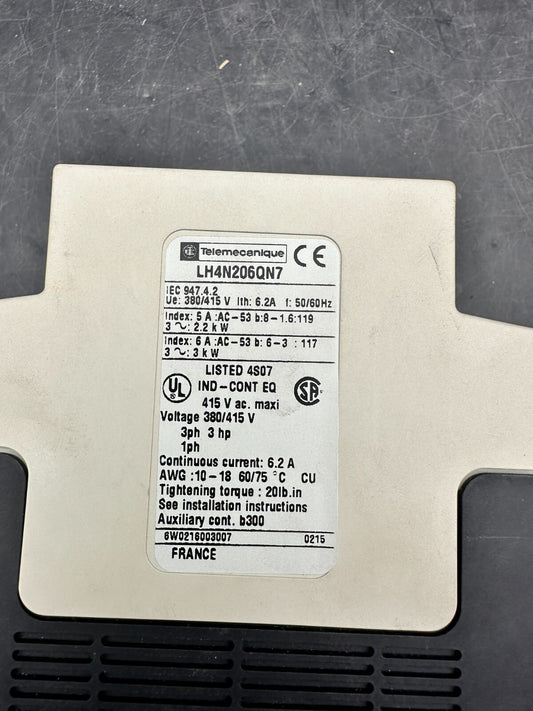 TE Telemecanique CE
LH4N206QN7
IEC 947.4.2
Ue: 380/415 V Ith: 6.2A f: 50/60Hz
Index: 5 A :AC-53 b:8-1.6:119
3 ~: 2.2 kW
Index: 6 A :AC-53 b: 6-3 : 117
3 ~: 3 kW
LISTED 4S07
UL IND-CONT EQ SA
415 V ac. maxi
Voltage 380/415 V
3ph 3 hp
1ph
Continuous current: 6.2 A
AWG :10-18 60/75 °C CU
Tightening torque : 20lb.in
See installation instructions
Auxiliary cont. b300
8W0216003007 0215
FRANCE